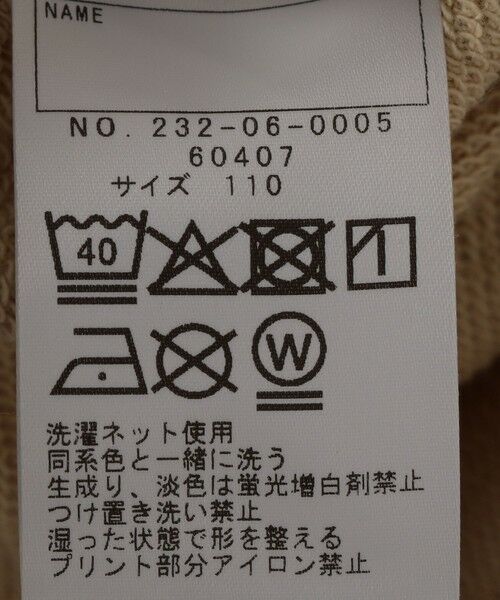 NAME
NO. 232-06-0005
60407
サイズ 110
40
W
洗濯ネット使用
同系色と一緒に洗う
生成り、淡色は蛍光増白剤禁止
つけ置き洗い禁止
湿った状態で形を整える
プリント部分アイロン禁止